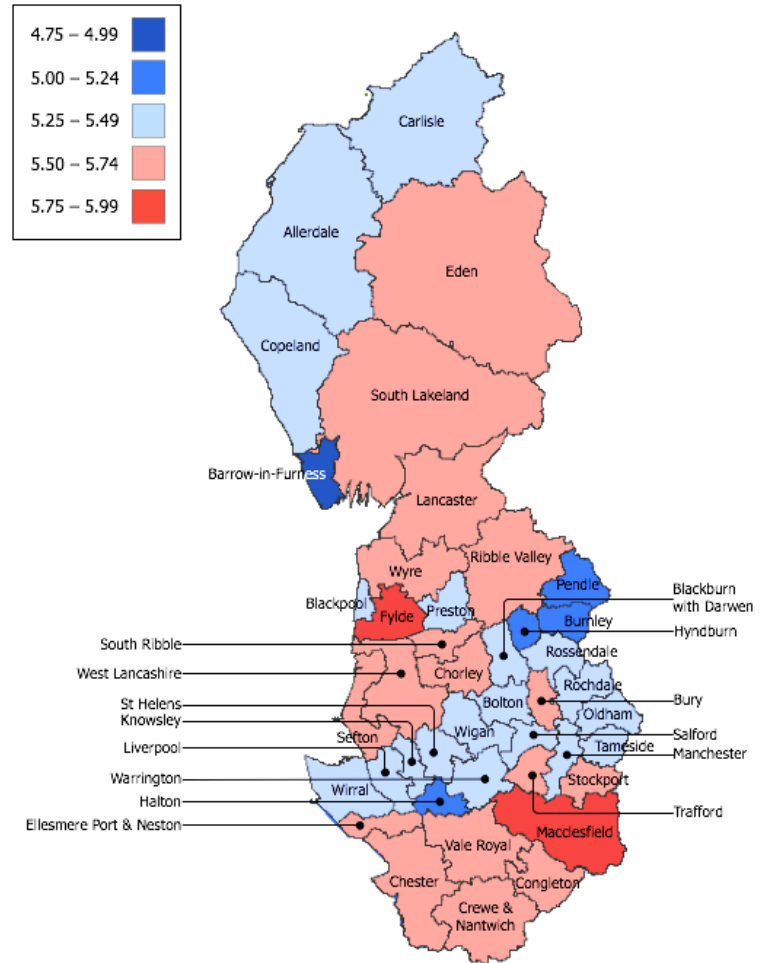 4.75 – 4.99
5.00 – 5.24
5.25 – 5.49
5.50 – 5.74
5.75 – 5.99
Carlisle
Allerdale
Eden
Copeland
South Lakeland
Barrow-in-Furness
Lancaster
Ribble Valley
Wyre
Pendle
Blackpool
Fylde
Preston
Burnley
Blackburn
with Darwen
Hyndburn
South Ribble
Rossendale
West Lancashire
Chorley
Rochdale
Bury
St Helens
Bolton
Oldham
Knowsley
Sefton
Wigan
Salford
Liverpool
Tameside
Manchester
Warrington
Wirral
Stockport
Halton
Trafford
Ellesmere Port & Neston
Macclesfield
Vale Royal
Chester
Congleton
Crewe &
Nantwich